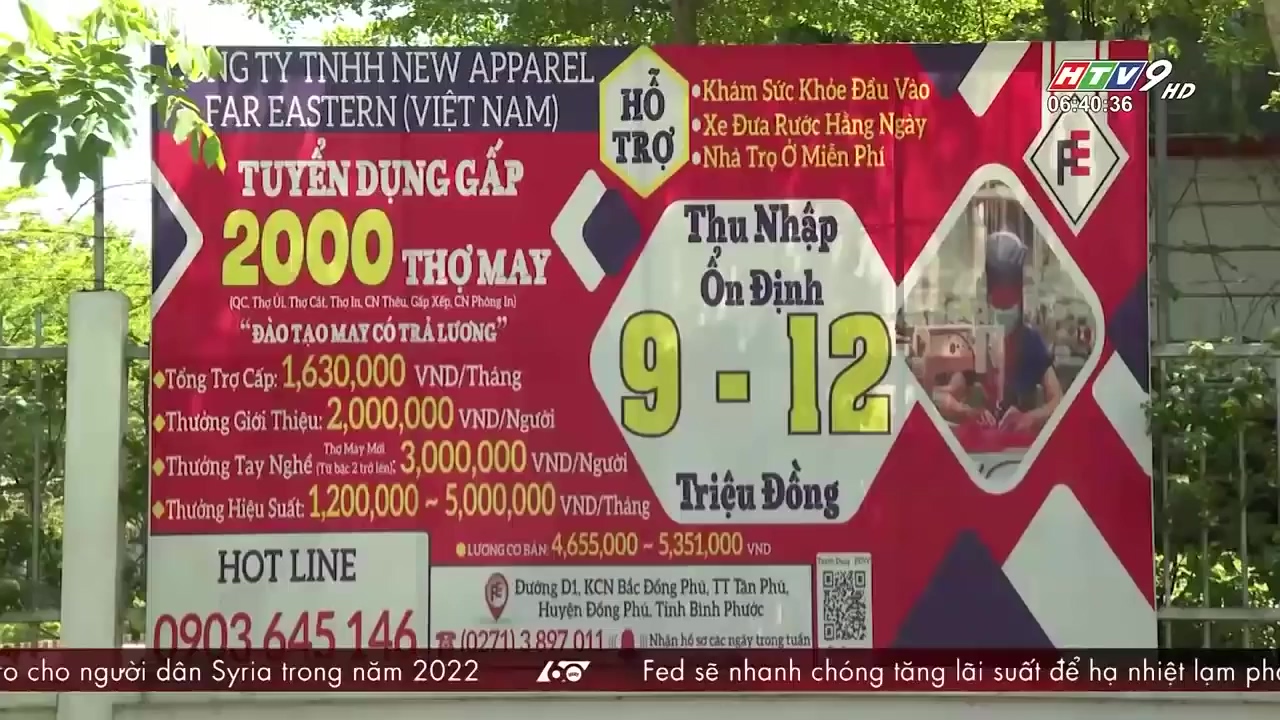 NG TY TNHH NEW APPAREL
FAR EASTERN (VIỆT NAM)
TUYỂN DỤNG GẤP
2000 THỢ MAY
(QC, Thợ Ủi, Thợ Cắt, Thợ In, CN Thêu, Gấp Xếp, CN Phòng In)
"ĐÀO TẠO MAY CÓ TRẢ LƯƠNG"
Tổng Trợ Cấp: 1,630,000 VND/Tháng
Thưởng Giới Thiệu: 2,000,000 VND/Người
Thưởng Tay Nghề Thợ May Mới (Từ bậc 2 trở lên): 3,000,000 VND/Người
Thưởng Hiệu Suất: 1,200,000 ~ 5,000,000 VND/Tháng
LƯƠNG CƠ BẢN: 4,655,000 ~ 5,351,000 VND
HỖ TRỢ
•Khám Sức Khỏe Đầu Vào
•Xe Đưa Rước Hằng Ngày
•Nhà Trọ Ở Miễn Phí
Thu Nhập
Ổn Định
9 - 12
Triệu Đồng
FE
HTV9 HD
06:40:36
HOT LINE
0903.645.146
Đường D1, KCN Bắc Đồng Phú, TT Tân Phú,
Huyện Đồng Phú, Tỉnh Bình Phước
(0271).3.897.011 Nhận hồ sơ các ngày trong tuần
cho người dân Syria trong năm 2022 60 giây Fed sẽ nhanh chóng tăng lãi suất để hạ nhiệt lạm